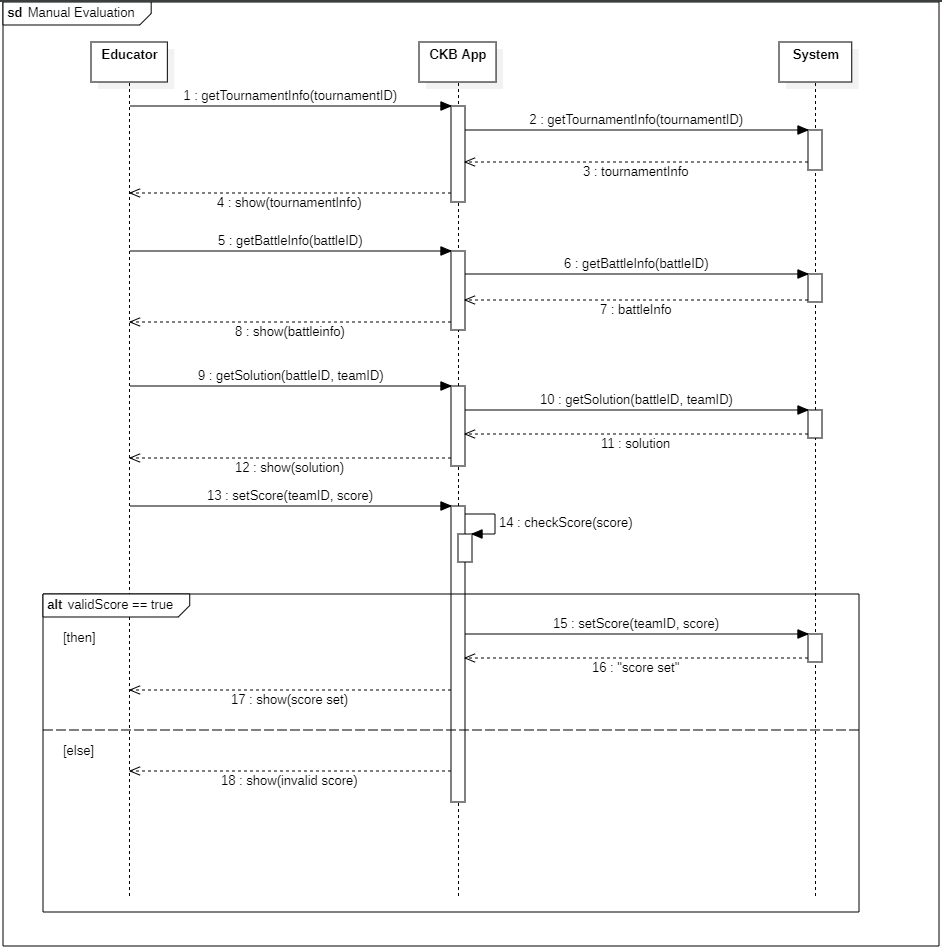 sd Manual Evaluation
Educator
CKB App
System
1 : getTournamentInfo(tournamentID)
2 : getTournamentInfo(tournamentID)
3 : tournamentInfo
4 : show(tournamentInfo)
5 : getBattleInfo(battleID)
6 : getBattleInfo(battleID)
7 : battleInfo
8 : show(battleinfo)
9 : getSolution(battleID, teamID)
10 : getSolution(battleID, teamID)
11 : solution
12 : show(solution)
13 : setScore(teamID, score)
14 : checkScore(score)
alt validScore == true
15 : setScore(teamID, score)
[then]
16 : "score set"
17 : show(score set)
[else]
18 : show(invalid score)